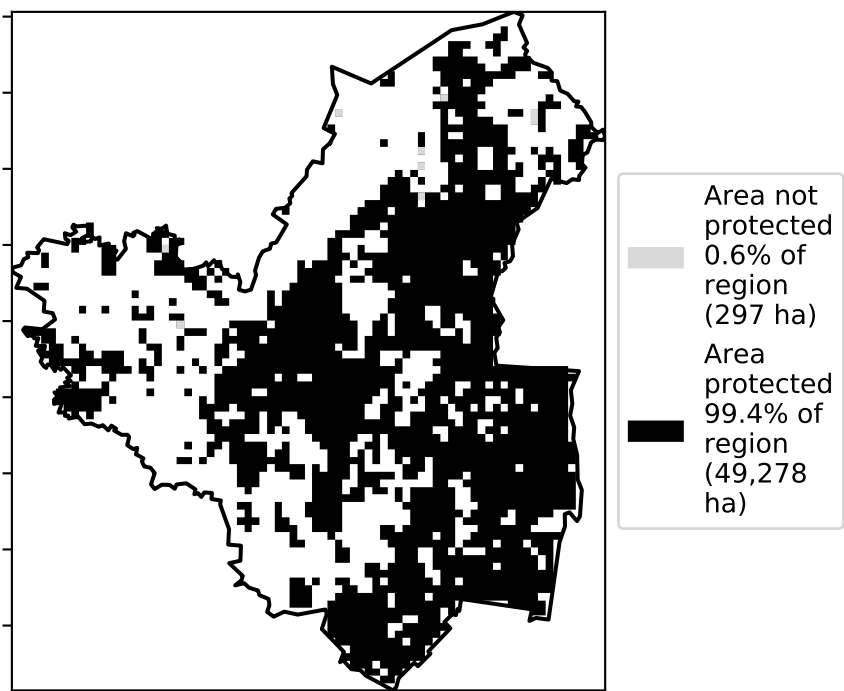 Area not
protected
0.6% of
region
(297 ha)
Area
protected
99.4% of
region
(49,278
ha)